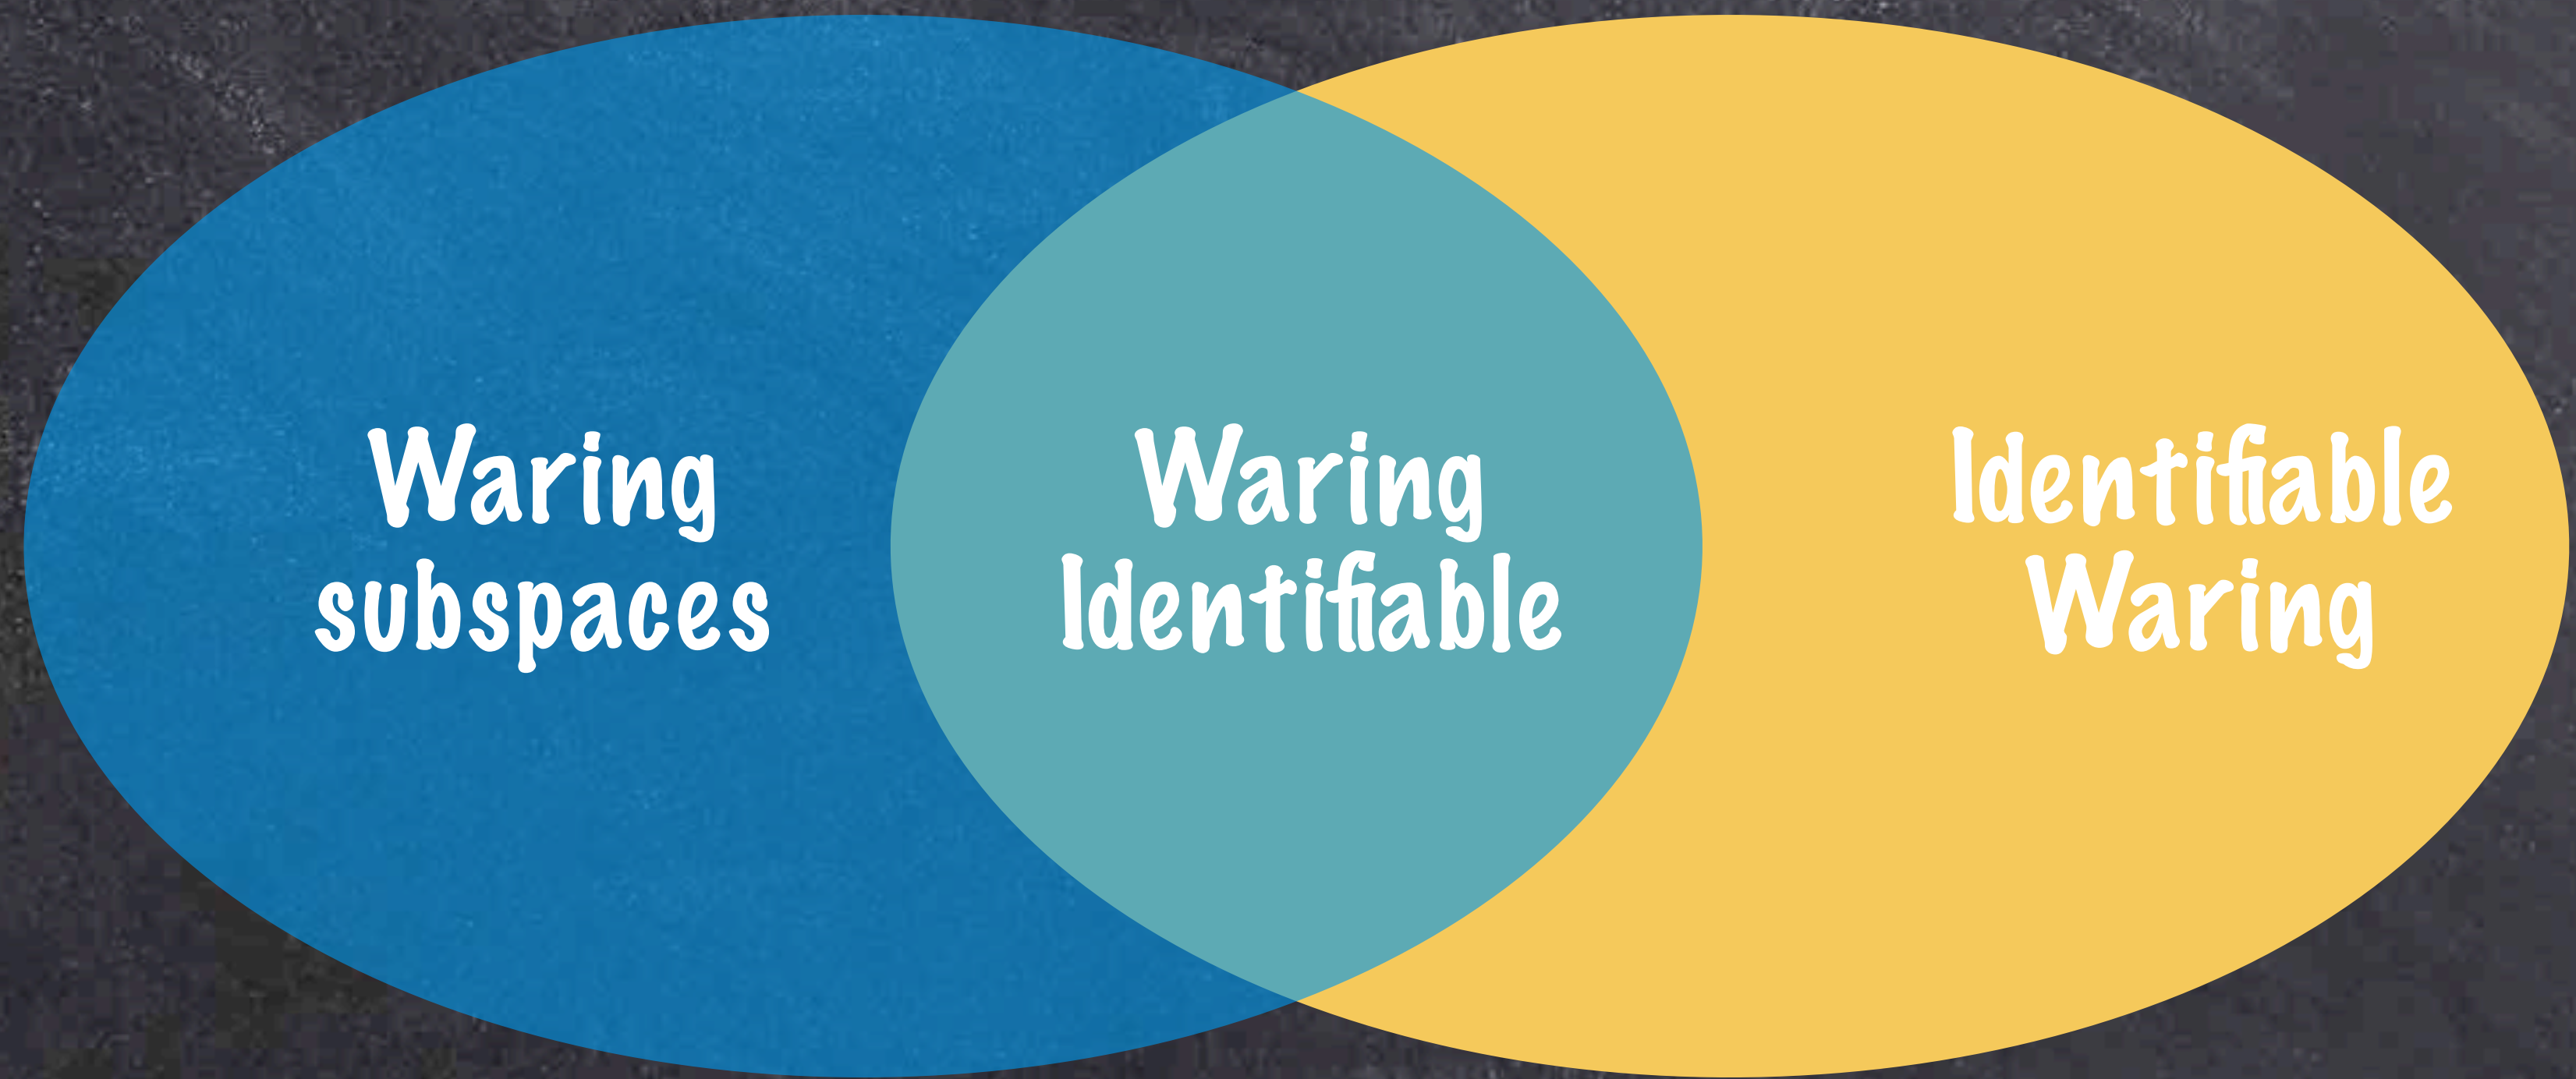 Waring
subspaces
Waring
Identifiable
Identifiable
Waring